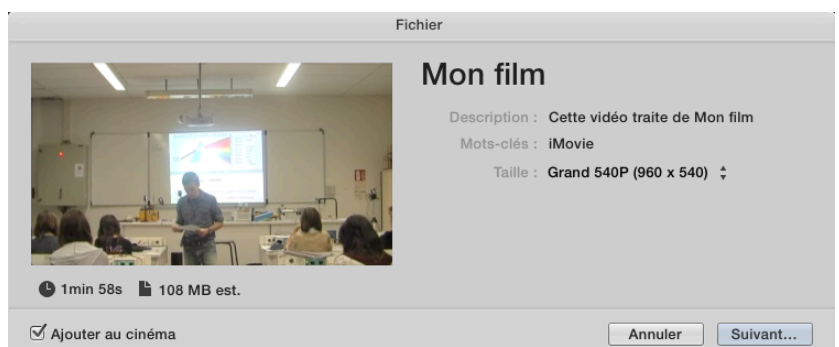 Fichier
Mon film
Description : Cette vidéo traite de Mon film
Mots-clés : iMovie
Taille : Grand 540P (960 x 540)
1min 58s 108 MB est.
Ajouter au cinéma
Annuler Suivant...